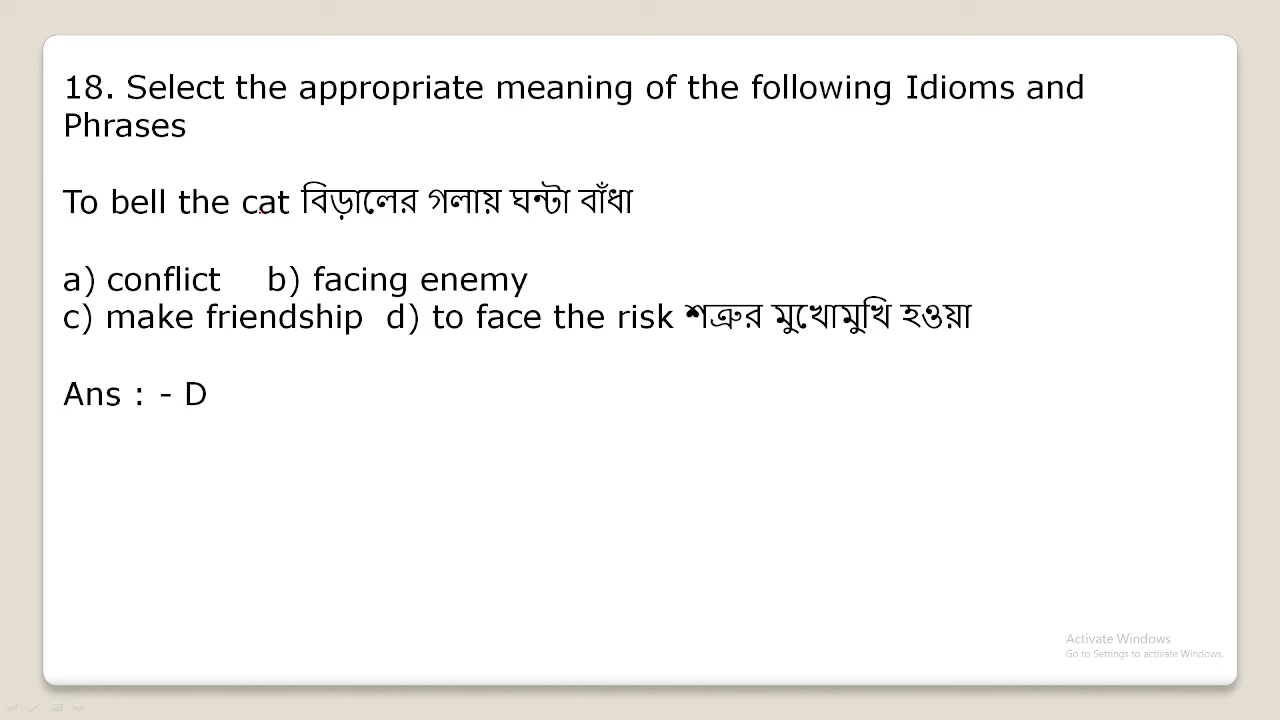 18. Select the appropriate meaning of the following Idioms and
Phrases
To bell the cat বিড়ালের গলায় ঘন্টা বাঁধা
a) conflict b) facing enemy
c) make friendship d) to face the risk শত্রুর মুখোমুখি হওয়া
Ans : - D
Activate Windows
Go to Settings to activate Windows.